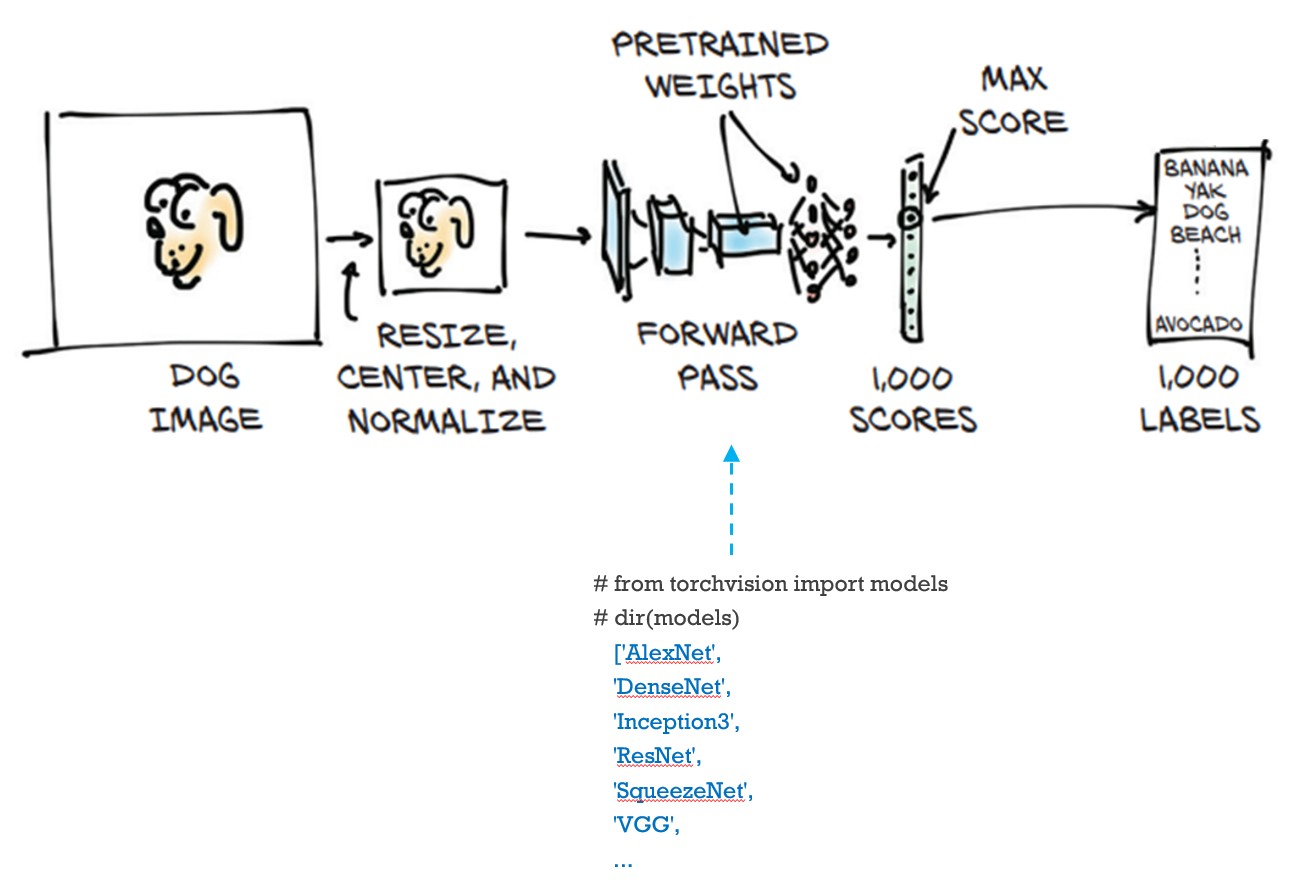 PRETRAINED
WEIGHTS
MAX
SCORE
BANANA
YAK
DOG
BEACH
AVOCADO
DOG
IMAGE
RESIZE,
CENTER, AND
NORMALIZE
FORWARD
PASS
1,000
SCORES
1,000
LABELS
# from torchvision import models
# dir(models)
['AlexNet',
'DenseNet',
'Inception3',
'ResNet',
'SqueezeNet',
'VGG',
...